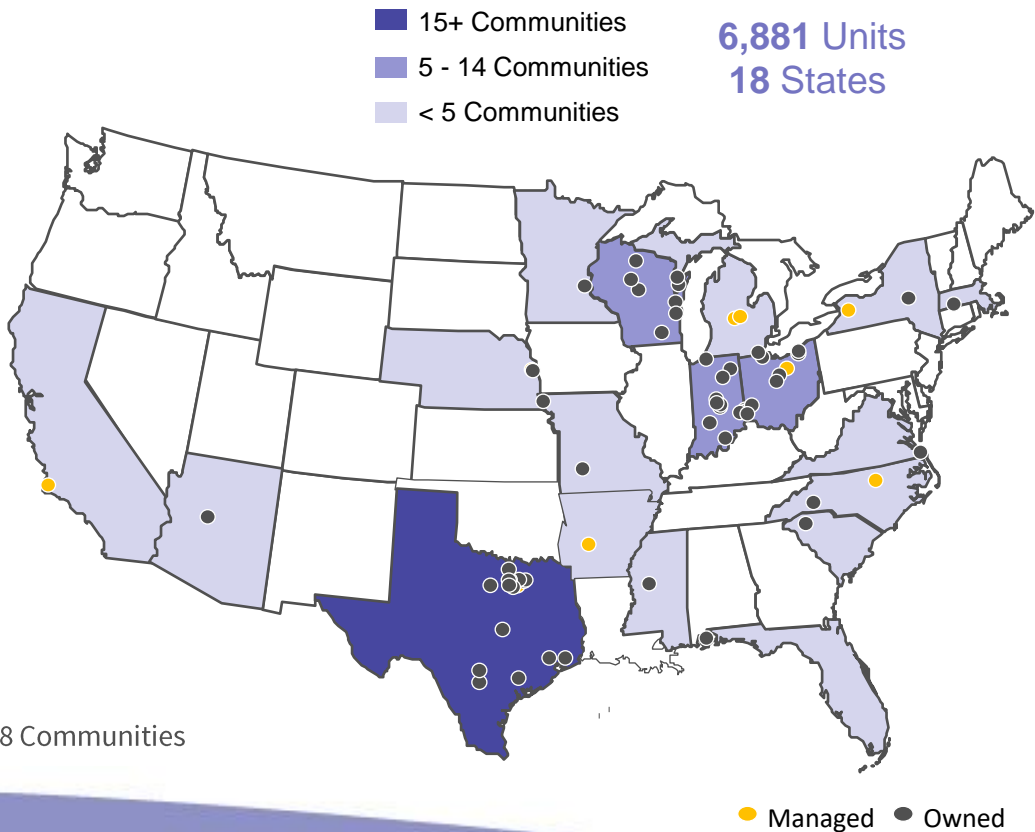 15+ Communities
5 - 14 Communities
< 5 Communities
6,881 Units
18 States
8 Communities
Managed
Owned